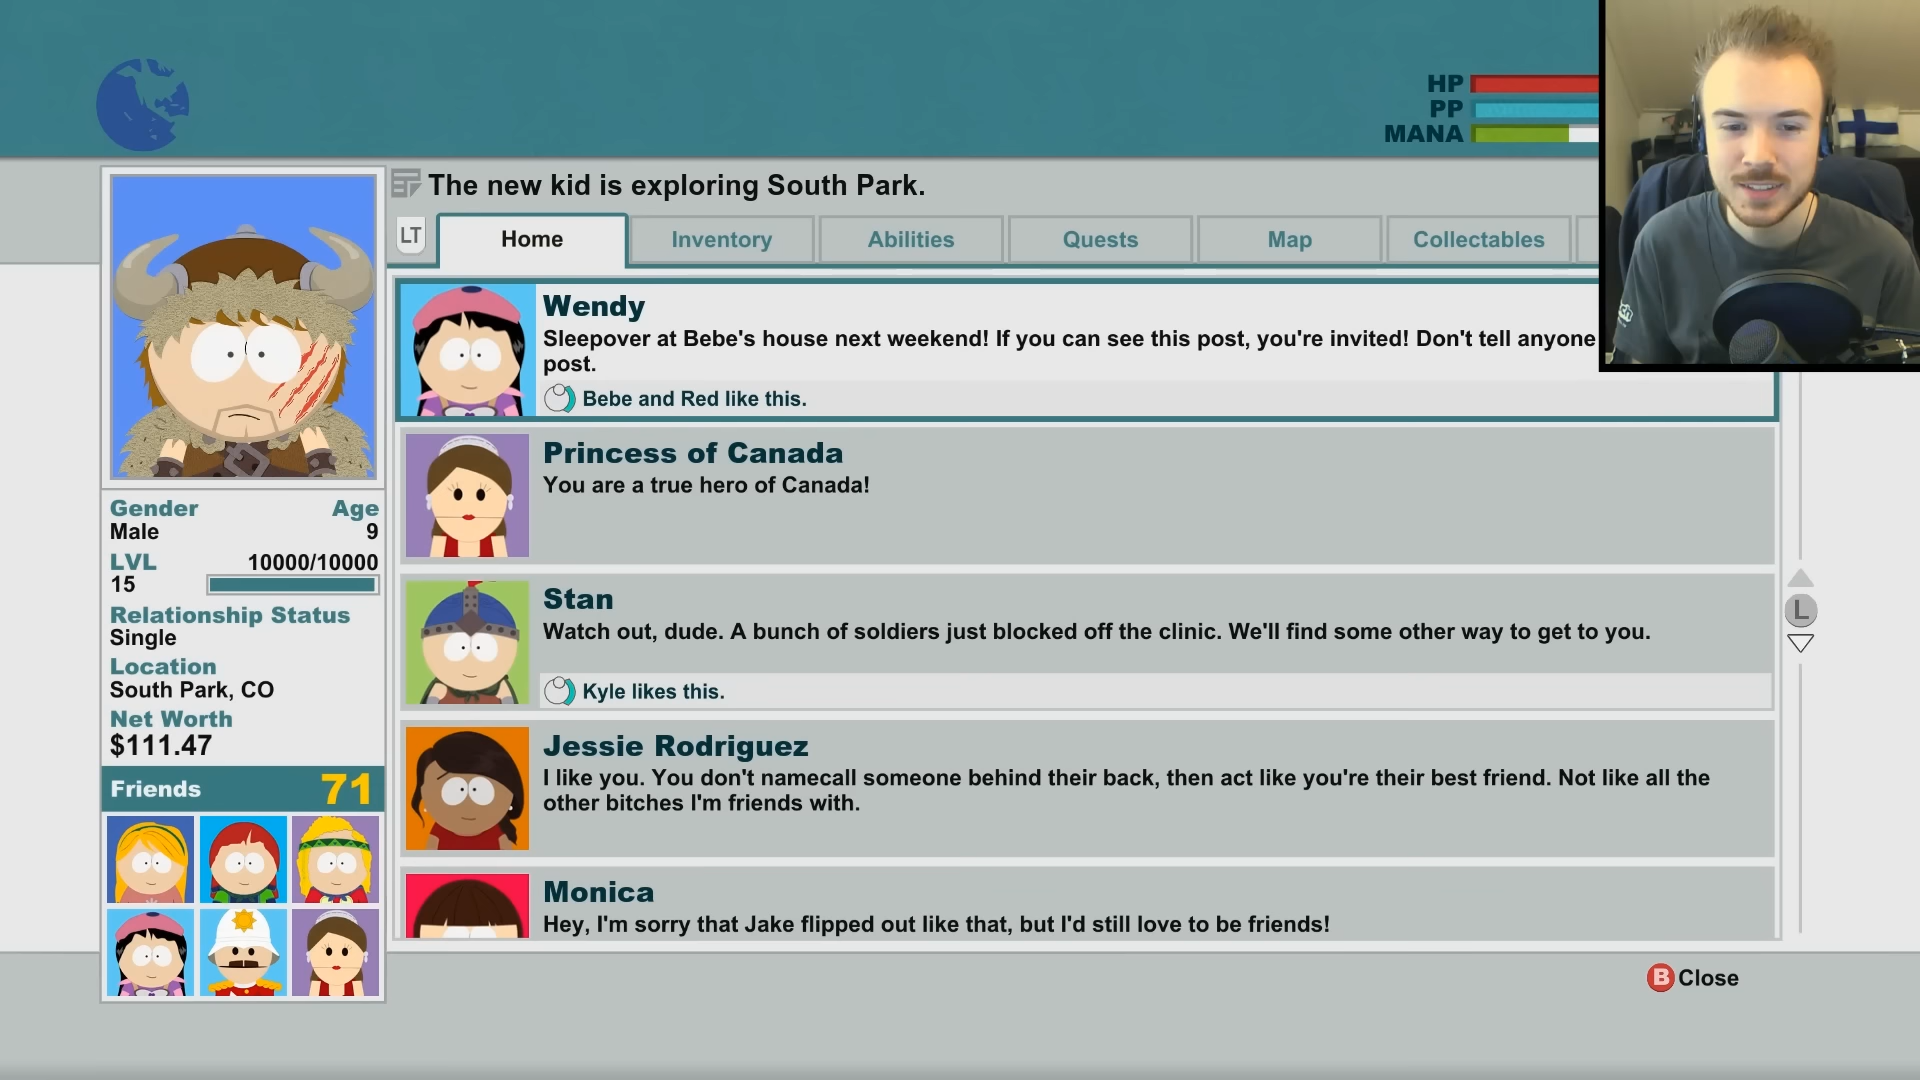 HP
PP
MANA
The new kid is exploring South Park.
LT
Home
Inventory
Abilities
Quests
Map
Collectables
Wendy
Sleepover at Bebe's house next weekend! If you can see this post, you're invited! Don't tell anyone
post.
Bebe and Red like this.
Princess of Canada
You are a true hero of Canada!
Stan
Watch out, dude. A bunch of soldiers just blocked off the clinic. We'll find some other way to get to you.
Kyle likes this.
Jessie Rodriguez
I like you. You don't namecall someone behind their back, then act like you're their best friend. Not like all the
other bitches I'm friends with.
Monica
Hey, I'm sorry that Jake flipped out like that, but I'd still love to be friends!
Gender Age
Male 9
LVL 10000/10000
15
Relationship Status
Single
Location
South Park, CO
Net Worth
$111.47
Friends 71
L
B Close